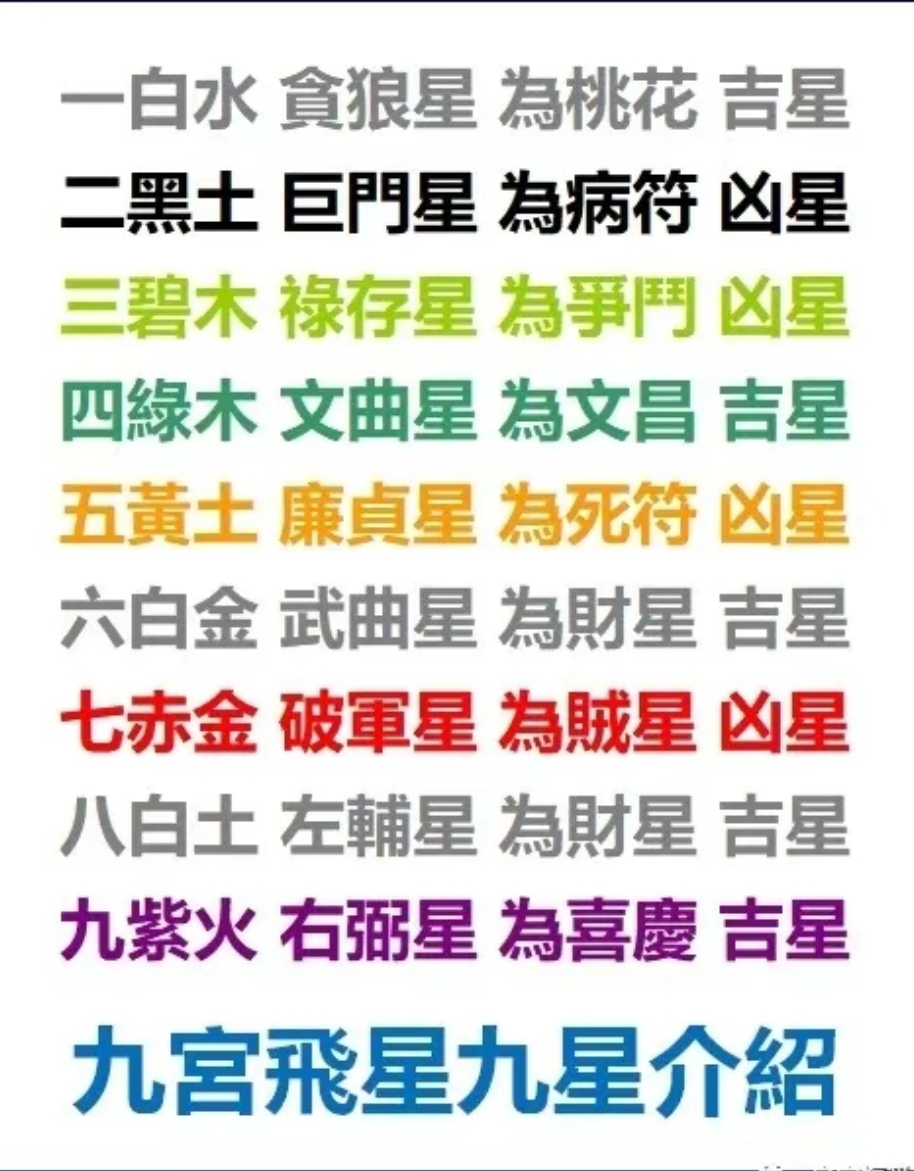 一白水 貪狼星 為桃花 吉星
二黑土 巨門星 為病符 凶星
三碧木 祿存星 為爭鬥 凶星
四綠木 文曲星 為文昌 吉星
五黃土 廉貞星 為死符 凶星
六白金 武曲星 為財星 吉星
七赤金 破軍星 為賊星 凶星
八白土 左輔星 為財星 吉星
九紫火 右弼星 為喜慶 吉星
九宮飛星九星介紹